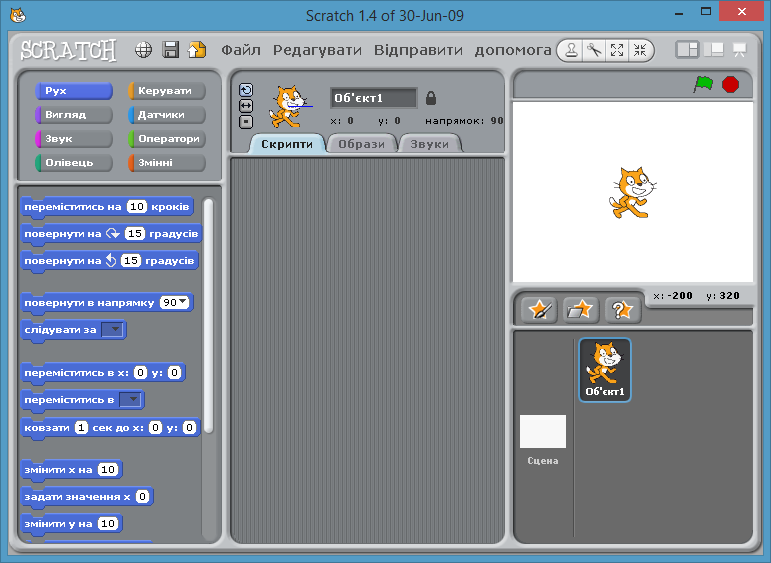 Scratch 1.4 of 30-Jun-09
SCRATCH
Файл Редагувати Відправити допомога
Рух Керувати
Вигляд Датчики
Звук Оператори
Олівець Змінні
Об'єкт1
x: 0 y: 0 напрямок: 90
Скрипти Образи Звуки
переміститись на 10 кроків
повернути на 15 градусів
повернути на 15 градусів
повернути в напрямку 90
слідувати за
переміститись в x: 0 y: 0
переміститись в
ковзати 1 сек до x: 0 y: 0
змінити x на 10
задати значення x 0
змінити y на 10
x: -200 y: 320
Об'єкт1
Сцена